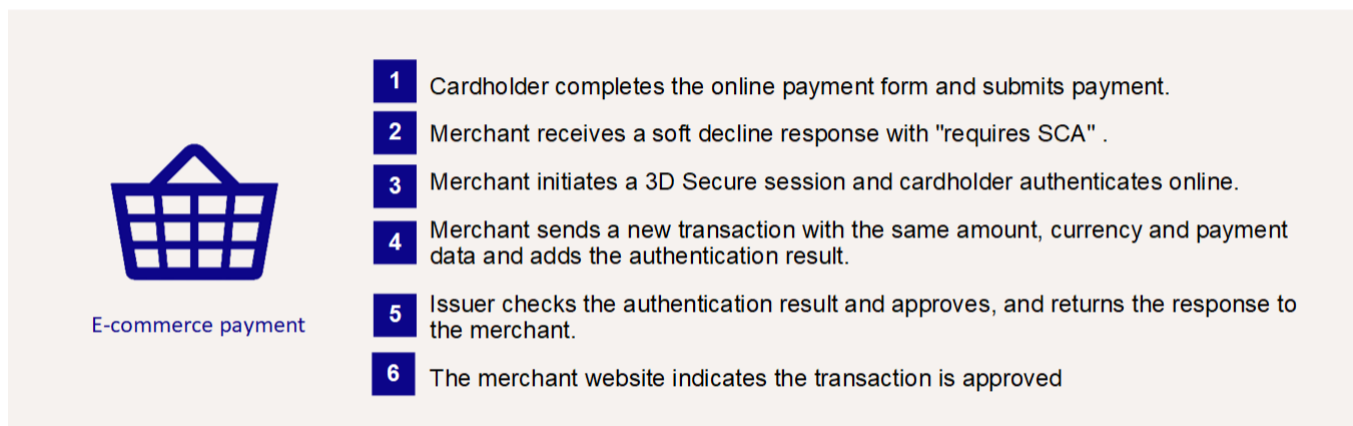 1 Cardholder completes the online payment form and submits payment.
2 Merchant receives a soft decline response with "requires SCA" .
3 Merchant initiates a 3D Secure session and cardholder authenticates online.
4 Merchant sends a new transaction with the same amount, currency and payment
data and adds the authentication result.
5 Issuer checks the authentication result and approves, and returns the response to
the merchant.
6 The merchant website indicates the transaction is approved
E-commerce payment